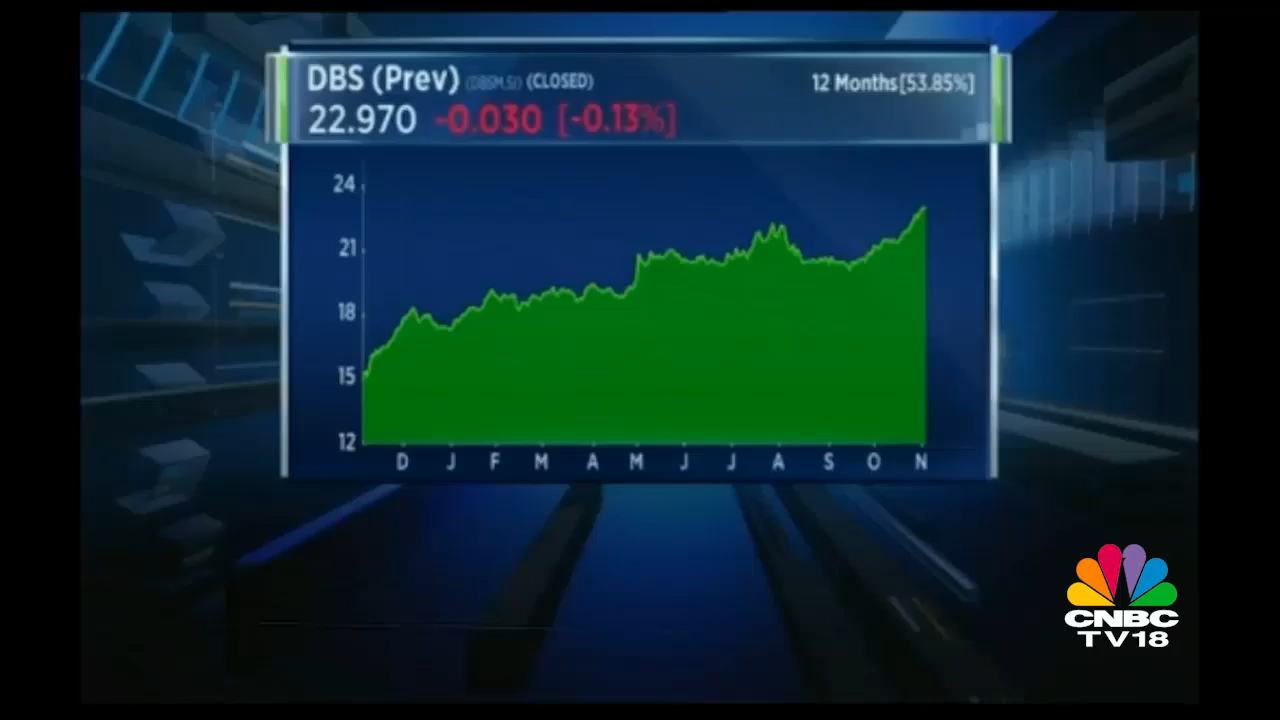 DBS (Prev) (DBSM.SI) (CLOSED) 12 Months [53.85%]
22.970 -0.030 [-0.13%]
24
21
18
15
12
D J F M A M J J A S O N
CNBC
TV18